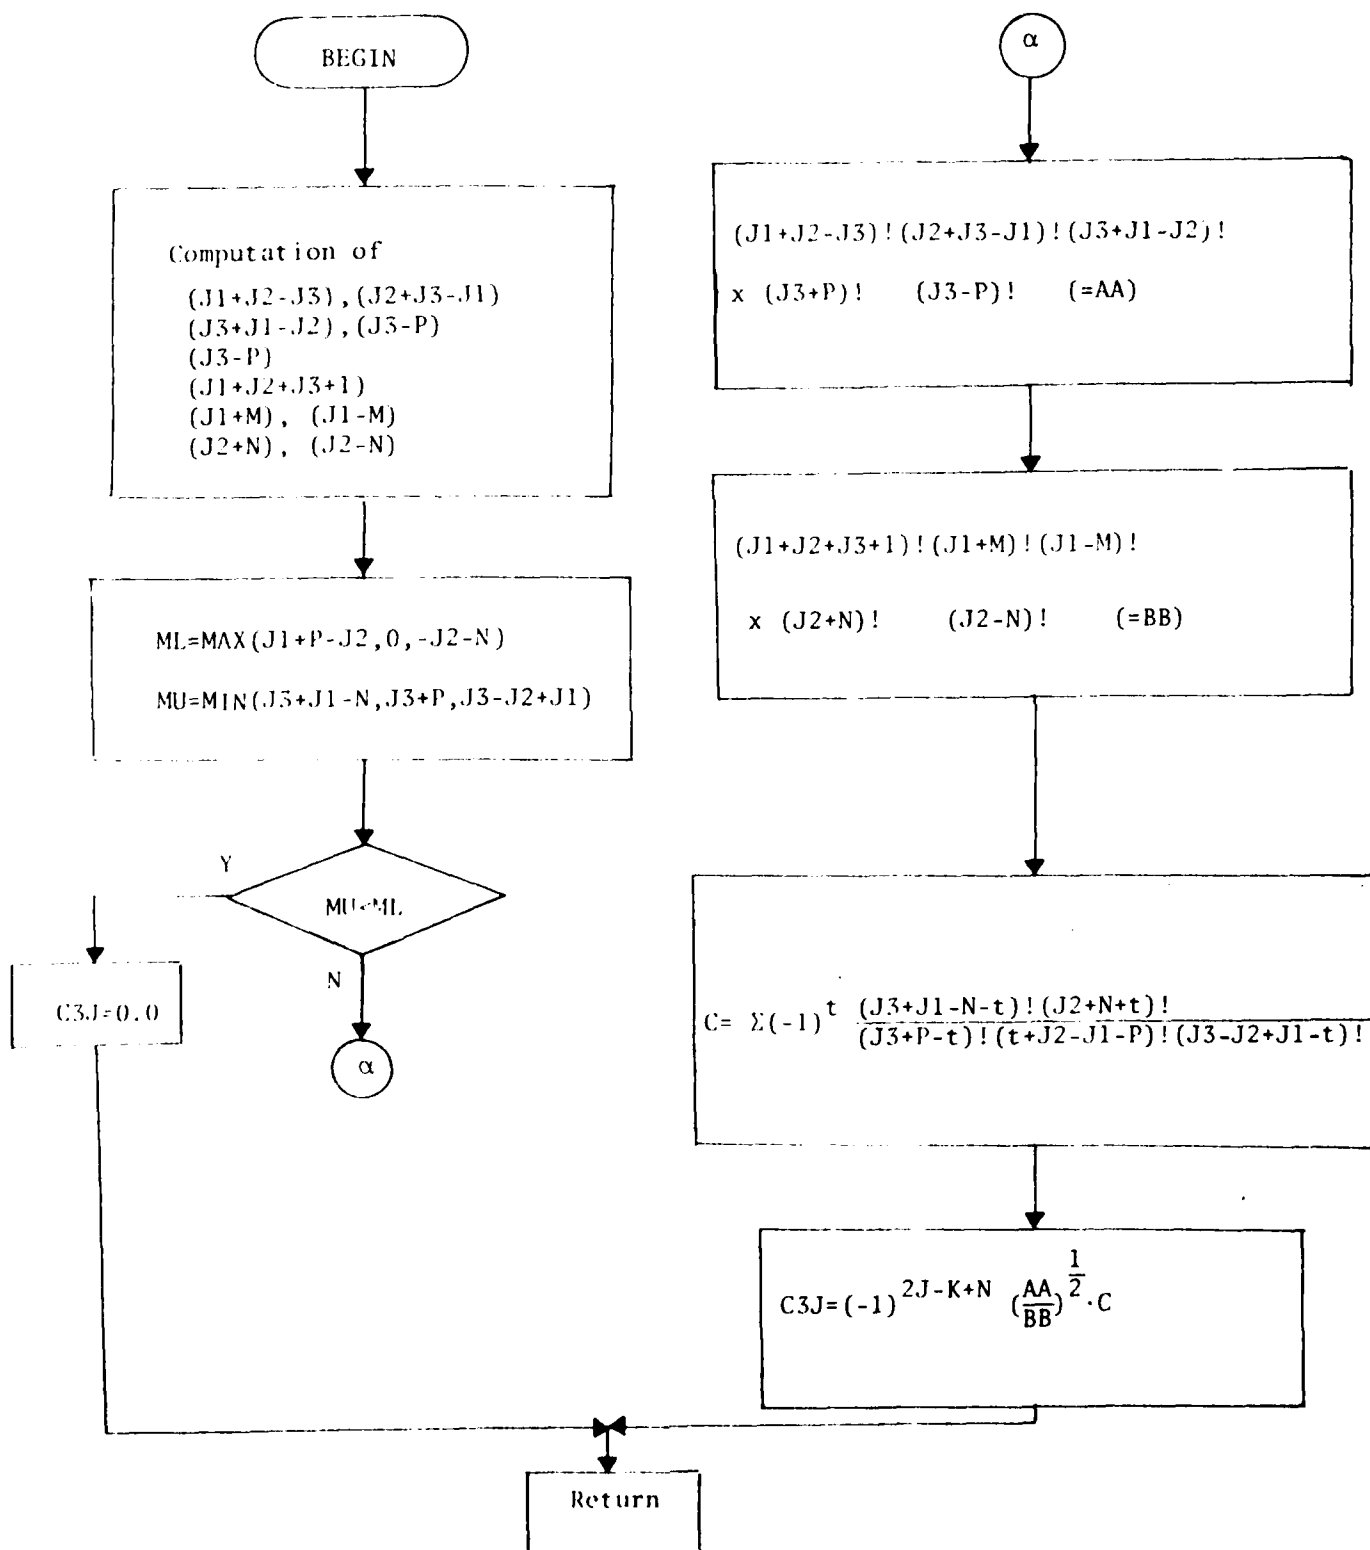 BEGIN
Computation of
(J1+J2-J3),(J2+J3-J1)
(J3+J1-J2),(J3-P)
(J3-P)
(J1+J2+J3+1)
(J1+M), (J1-M)
(J2+N), (J2-N)
ML=MAX(J1+P-J2,0,-J2-N)
MU=MIN(J3+J1-N,J3+P,J3-J2+J1)
Y
MU<ML
N
C3J=0.0
α
α
(J1+J2-J3)!(J2+J3-J1)!(J3+J1-J2)!
x (J3+P)! (J3-P)! (=AA)
(J1+J2+J3+1)!(J1+M)!(J1-M)!
x (J2+N)! (J2-N)! (=BB)
C= Σ(-1)^t (J3+J1-N-t)!(J2+N+t)!
(J3+P-t)!(t+J2-J1-P)!(J3-J2+J1-t)!
C3J=(-1)^2J-K+N (AA/BB)^1/2·C
Return